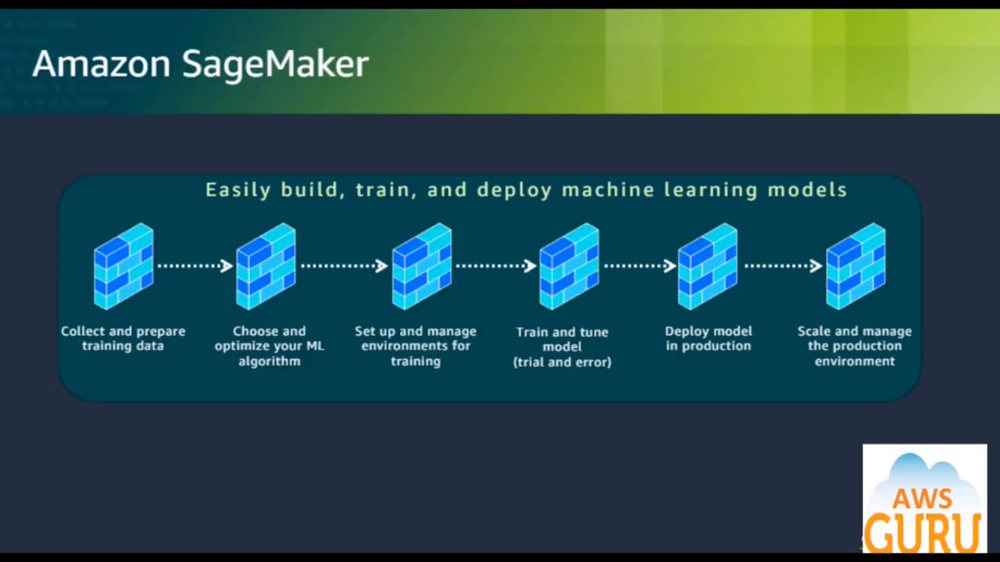 Amazon SageMaker
Easily build, train, and deploy machine learning models
Collect and prepare
training data
Choose and
optimize your ML
algorithm
Set up and manage
environments for
training
Train and tune
model
(trial and error)
Deploy model
in production
Scale and manage
the production
environment
AWS
GURU